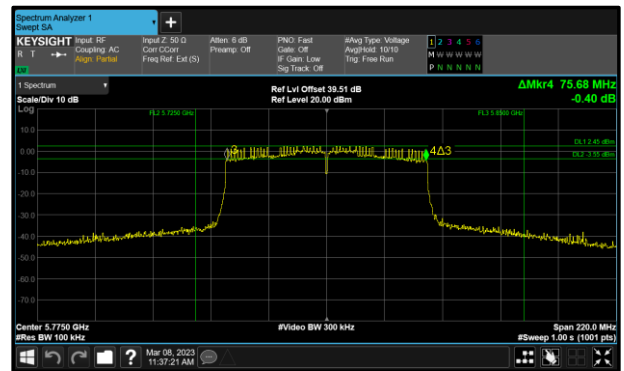 Spectrum Analyzer 1
Swept SA
KEYSIGHT
R T
LXI
Input: RF
Coupling: AC
Align: Partial
Input Z: 50 Ω
Corr CCorr
Freq Ref: Ext (S)
Atten: 6 dB
Preamp: Off
PNO: Fast
Gate: Off
IF Gain: Low
Sig Track: Off
#Avg Type: Voltage
Avg|Hold: 10/10
Trig: Free Run
1 2 3 4 5 6
M W W W W W
P N N N N N
1 Spectrum
Scale/Div 10 dB
Ref Lvl Offset 39.51 dB
Ref Level 20.00 dBm
ΔMkr4 75.68 MHz
-0.40 dB
Log
FL2 5.7250 GHz
FL3 5.8500 GHz
10.0
DL1 2.45 dBm
0.00
3
4Δ3
DL2 -3.55 dBm
-10.0
-20.0
-30.0
-40.0
-50.0
-60.0
-70.0
Center 5.7750 GHz
#Video BW 300 kHz
Span 220.0 MHz
#Res BW 100 kHz
#Sweep 1.00 s (1001 pts)
?
Mar 08, 2023
11:37:21 AM